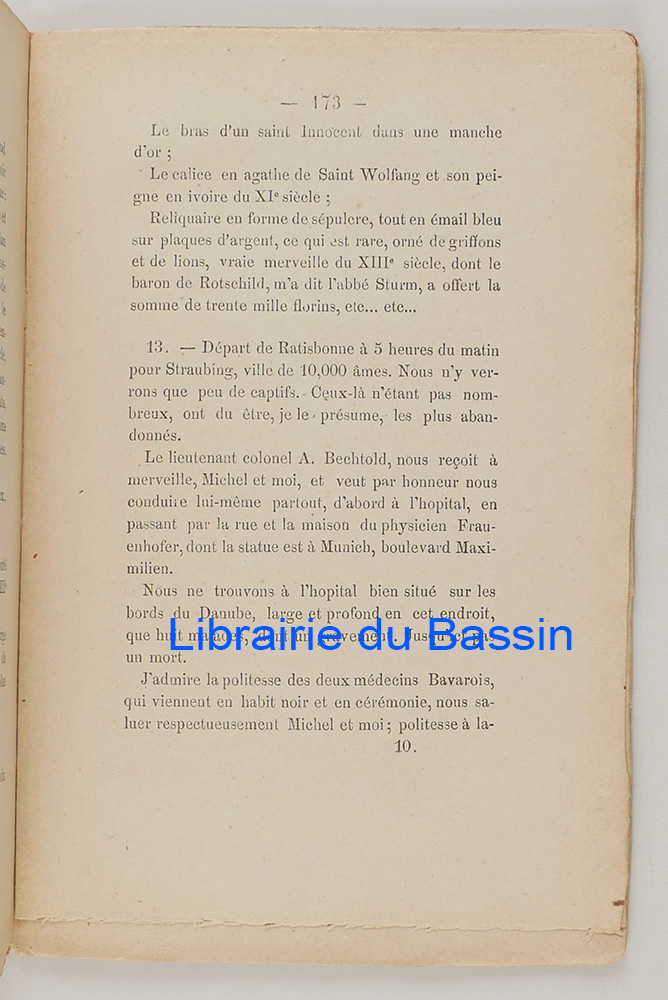 — 173 —
Le bras d'un saint Innocent dans une manche
d'or ;
Le calice en agathe de Saint Wolfang et son pei-
gne en ivoire du XIe siècle ;
Reliquaire en forme de sépulcre, tout en émail bleu
sur plaques d'argent, ce qui est rare, orné de griffons
et de lions, vraie merveille du XIIIe siècle, dont le
baron de Rotschild, m'a dit l'abbé Sturm, a offert la
somme de trente mille florins, etc... etc...
13. — Départ de Ratisbonne à 5 heures du matin
pour Straubing, ville de 10,000 âmes. Nous n'y ver-
rons que peu de captifs. Ceux-là n'étant pas nom-
breux, ont du être, je le présume, les plus aban-
donnés.
Le lieutenant colonel A. Bechtold, nous reçoit à
merveille, Michel et moi, et veut par honneur nous
conduire lui-même partout, d'abord à l'hopital, en
passant par la rue et la maison du physicien Frau-
enhofer, dont la statue est à Munich, boulevard Maxi-
milien.
Nous ne trouvons à l'hopital bien situé sur les
bords du Danube, large et profond en cet endroit,
que huit malades, dont un gravement. Jusqu'ici pas
un mort.
Librairie du Bassin
J'admire la politesse des deux médecins Bavarois,
qui viennent en habit noir et en cérémonie, nous sa-
luer respectueusement Michel et moi ; politesse à la-
10.